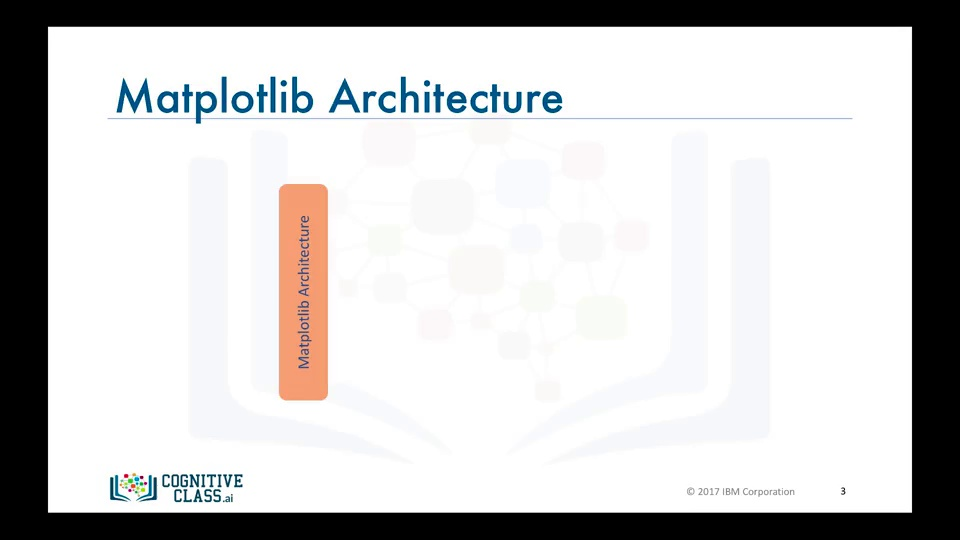 Matplotlib Architecture
Matplotlib Architecture
COGNITIVE
CLASS.ai
© 2017 IBM Corporation
3